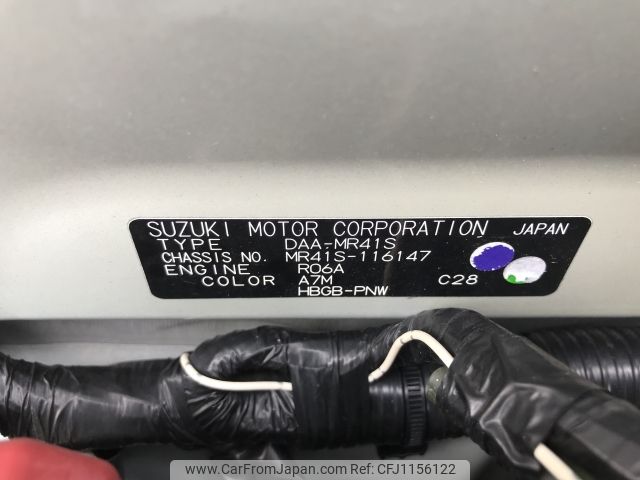 SUZUKI MOTOR CORPORATION JAPAN
TYPE DAA-MR41S
CHASSIS NO. MR41S-116147
ENGINE R06A
COLOR A7M C28
HBGB-PNW
www.CarFromJapan.com | © CFJ1156122